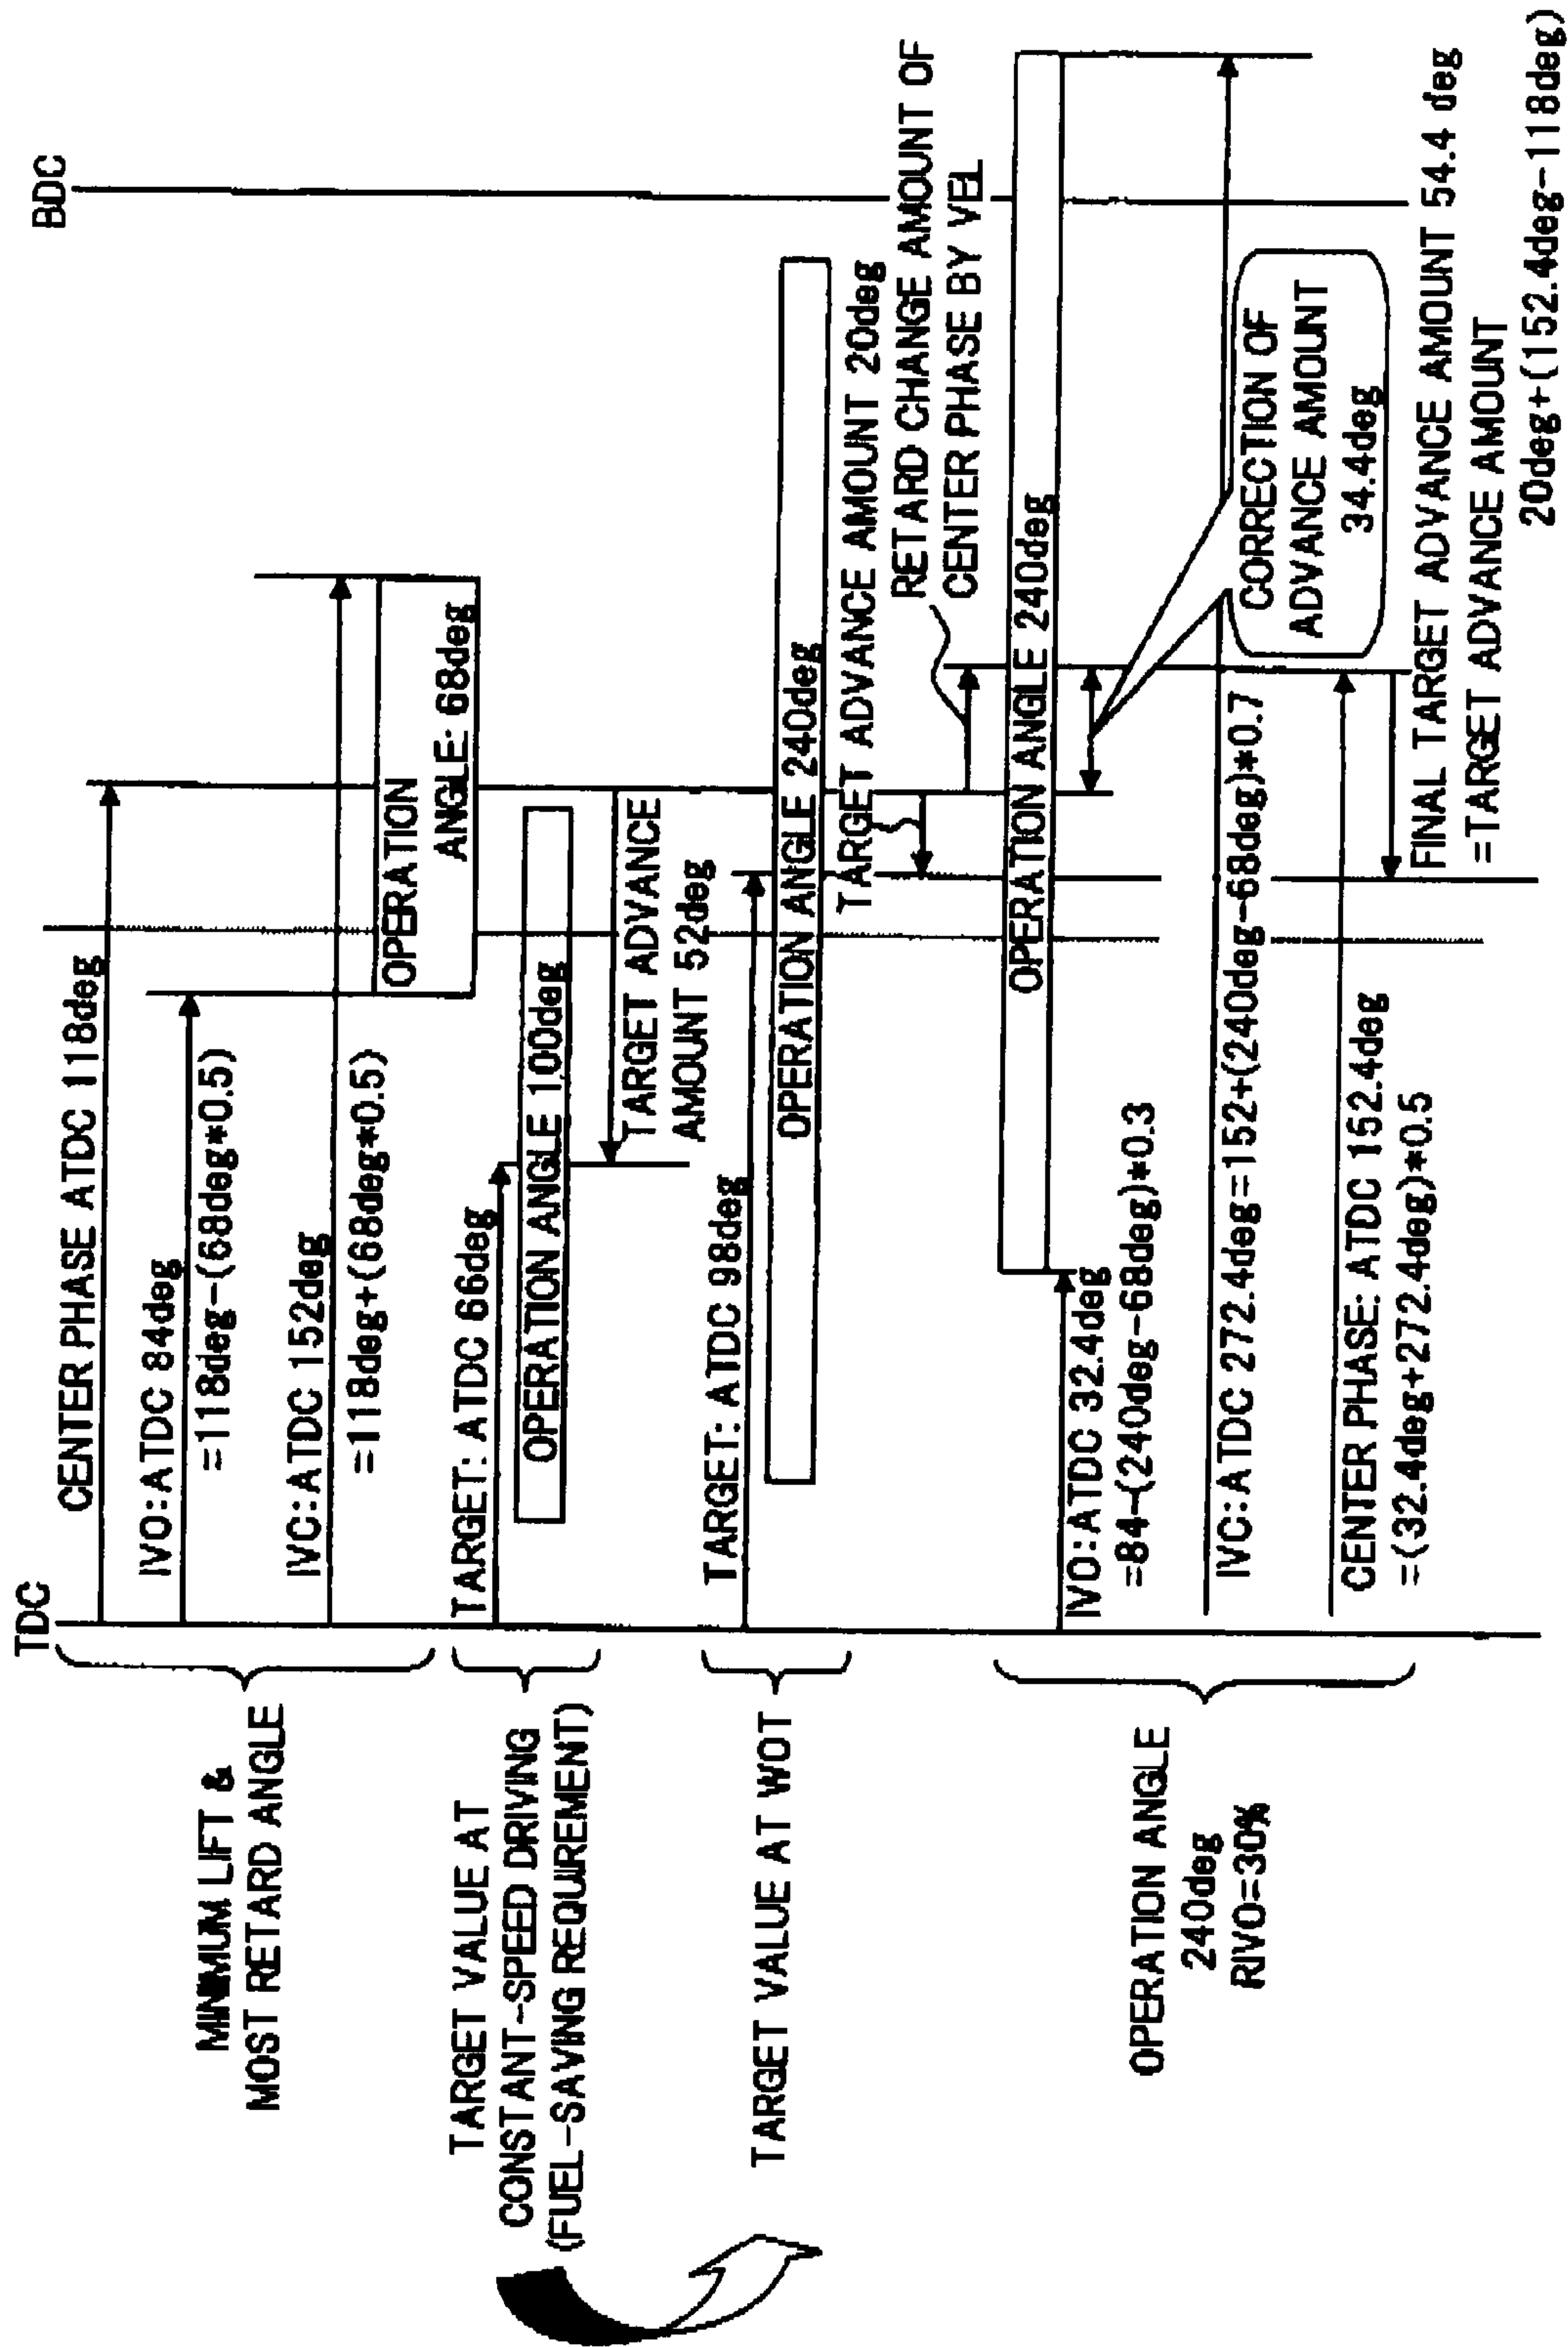 TDC
BDC
MINIMUM LIFT &
MOST RETARD ANGLE
CENTER PHASE ATDC 118deg
IVO:ATDC 84deg
=118deg-(68deg*0.5)
IVC:ATDC 152deg
=118deg+(68deg*0.5)
OPERATION
ANGLE: 68deg
TARGET VALUE AT
CONSTANT-SPEED DRIVING
(FUEL-SAVING REQUIREMENT)
TARGET: ATDC 66deg
OPERATION ANGLE 100deg
TARGET ADVANCE
AMOUNT 52deg
TARGET VALUE AT WOT
TARGET: ATDC 98deg
OPERATION ANGLE 240deg
TARGET ADVANCE AMOUNT 20deg
RETARD CHANGE AMOUNT OF
CENTER PHASE BY VEL
OPERATION ANGLE
240deg
RIVO=30%
OPERATION ANGLE 240deg
IVO:ATDC 32.4deg
=84-(240deg-68deg)*0.3
IVC:ATDC 272.4deg=152+(240deg-68deg)*0.7
CORRECTION OF
ADVANCE AMOUNT
34.4deg
CENTER PHASE: ATDC 152.4deg
=(32.4deg+272.4deg)*0.5
FINAL TARGET ADVANCE AMOUNT 54.4 deg
=TARGET ADVANCE AMOUNT
20deg+(152.4deg-118deg)